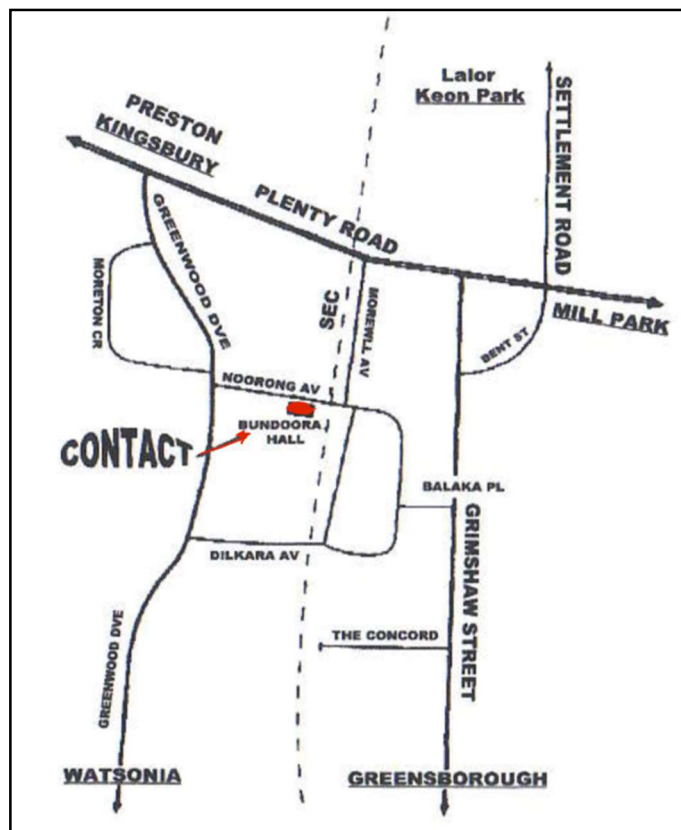 Lalor
Keon Park
SETTLEMENT ROAD
PRESTON
KINGSBURY
PLENTY ROAD
GREENWOOD DVE
MORETON CR
SEC
MOREWILL AV
MILL PARK
BENT ST
NOORONG AV
BUNDOORA
HALL
CONTACT
BALAKA PL
GRIMSHAW STREET
DILKARA AV
THE CONCORD
GREENWOOD DVE
WATSONIA
GREENSBOROUGH